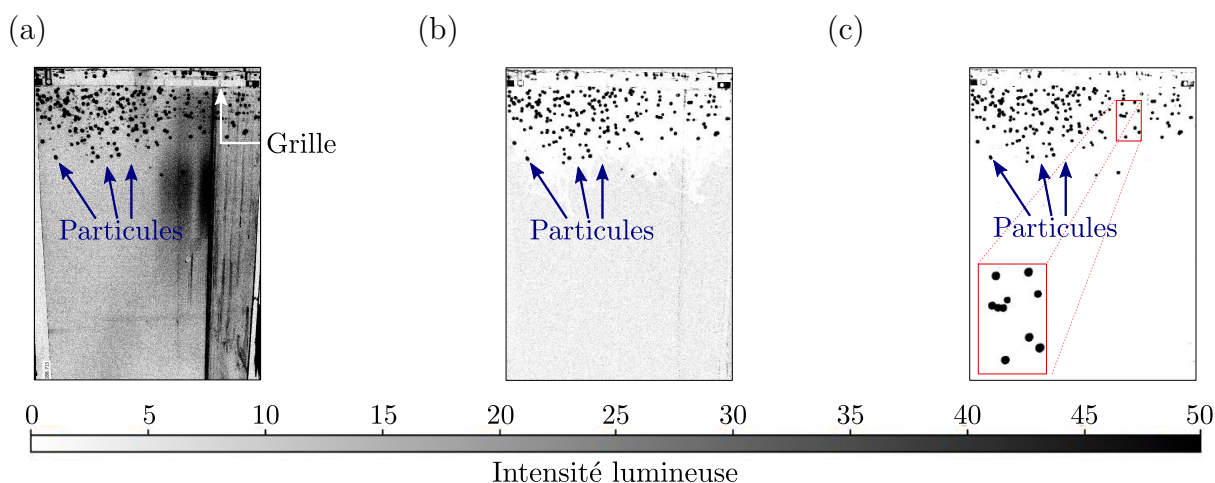 (a) (b) (c)
Grille
Particules Particules Particules
0 5 10 15 20 25 30 35 40 45 50
Intensité lumineuse